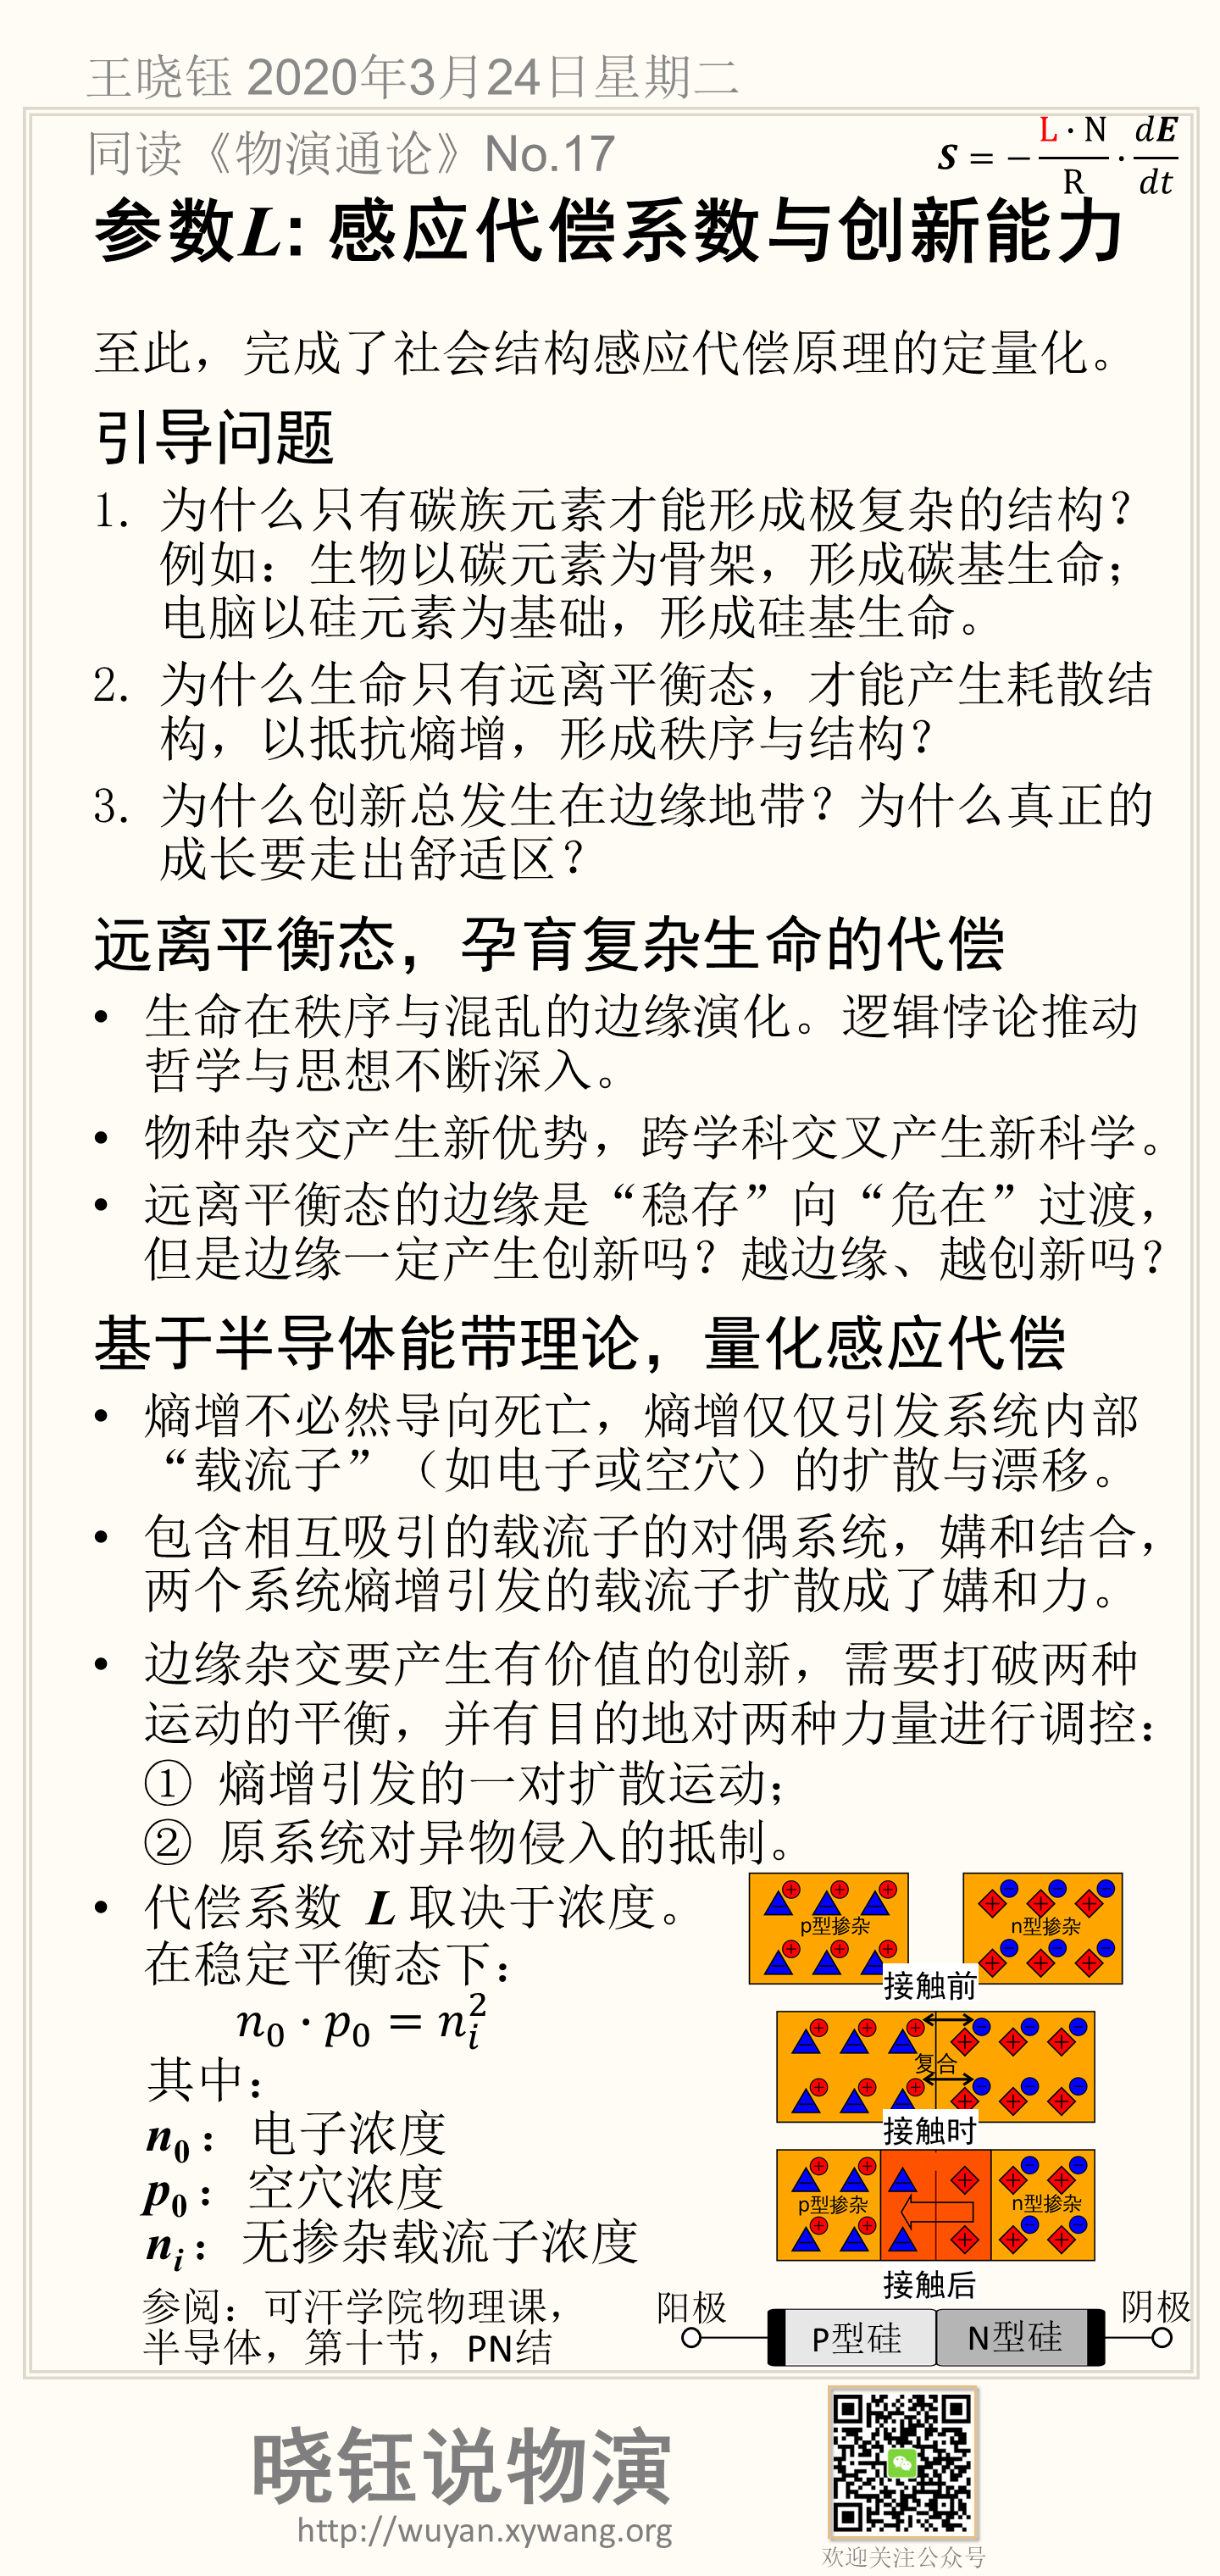 王晓钰 2020年3月24日星期二
同读《物演通论》No.17
S = − L · N / R · dE / dt
参数L: 感应代偿系数与创新能力
至此，完成了社会结构感应代偿原理的定量化。
引导问题
1. 为什么只有碳族元素才能形成极复杂的结构？
例如：生物以碳元素为骨架，形成碳基生命；
电脑以硅元素为基础，形成硅基生命。
2. 为什么生命只有远离平衡态，才能产生耗散结
构，以抵抗熵增，形成秩序与结构？
3. 为什么创新总发生在边缘地带？为什么真正的
成长要走出舒适区？
远离平衡态，孕育复杂生命的代偿
• 生命在秩序与混乱的边缘演化。逻辑悖论推动
哲学与思想不断深入。
• 物种杂交产生新优势，跨学科交叉产生新科学。
• 远离平衡态的边缘是“稳存”向“危在”过渡，
但是边缘一定产生创新吗？越边缘、越创新吗？
基于半导体能带理论，量化感应代偿
• 熵增不必然导向死亡，熵增仅仅引发系统内部
“载流子”（如电子或空穴）的扩散与漂移。
• 包含相互吸引的载流子的对偶系统，媾和结合，
两个系统熵增引发的载流子扩散成了媾和力。
• 边缘杂交要产生有价值的创新，需要打破两种
运动的平衡，并有目的地对两种力量进行调控：
① 熵增引发的一对扩散运动；
② 原系统对异物侵入的抵制。
• 代偿系数 L 取决于浓度。
在稳定平衡态下：
n₀ · p₀ = nᵢ²
其中：
n₀： 电子浓度
p₀： 空穴浓度
nᵢ： 无掺杂载流子浓度
参阅：可汗学院物理课，
半导体，第十节，PN结
p型掺杂
n型掺杂
接触前
复合
接触时
p型掺杂
n型掺杂
接触后
阳极
P型硅
N型硅
阴极
晓钰说物演
http://wuyan.xywang.org
欢迎关注公众号